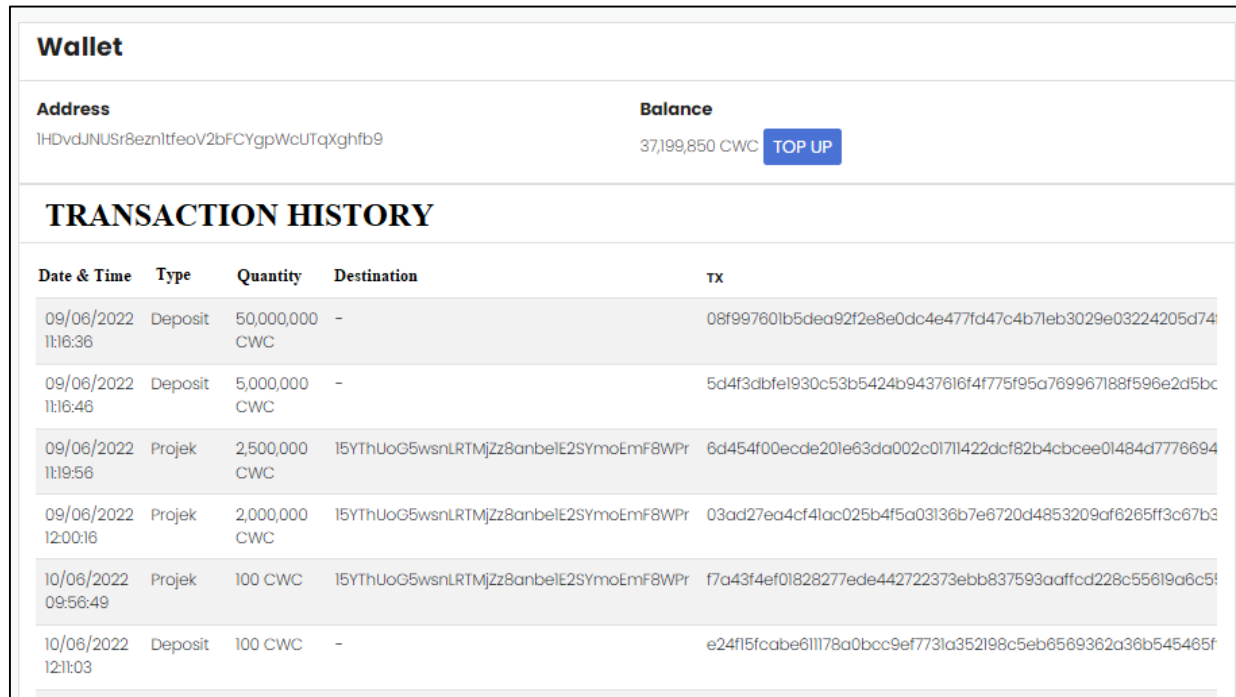 Wallet
Address Balance
1HDvdJNUSr8ezn1tfeoV2bFCYgpWcUTqXghfb9
37,199,850 CWC TOP UP
TRANSACTION HISTORY
Date & Time Type Quantity Destination TX
09/06/2022 Deposit 50,000,000 - 08f997601b5dea92f2e8e0dc4e477fd47c4b71eb3029e03224205d74
11:16:36 CWC
09/06/2022 Deposit 5,000,000 - 5d4f3dbfe1930c53b5424b9437616f4f775f95a769967188f596e2d5bc
11:16:46 CWC
09/06/2022 Projek 2,500,000 15YThUoG5wsnLRTMjZz8anbe1E2SYmoEmF8WPr 6d454f00ecde201e63da002c01711422dcf82b4cbcee01484d7776694
11:19:56 CWC
09/06/2022 Projek 2,000,000 15YThUoG5wsnLRTMjZz8anbe1E2SYmoEmF8WPr 03ad27ea4cf41ac025b4f5a03136b7e6720d4853209af6265ff3c67b3
12:00:16 CWC
10/06/2022 Projek 100 CWC 15YThUoG5wsnLRTMjZz8anbe1E2SYmoEmF8WPr f7a43f4ef01828277ede442722373ebb837593aaffcd228c55619a6c5
09:56:49
10/06/2022 Deposit 100 CWC - e24f15fcabe611178a0bcc9ef7731a352198c5eb6569362a36b545465f
12:11:03